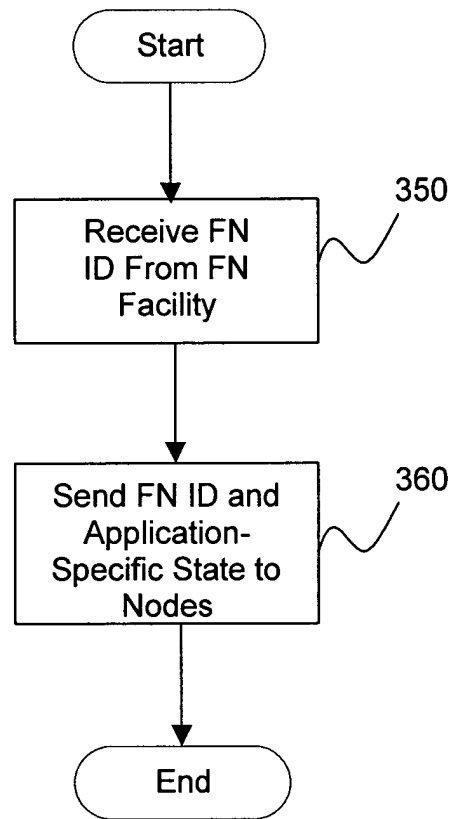 Start
350
Receive FN
ID From FN
Facility
360
Send FN ID and
Application-
Specific State to
Nodes
End